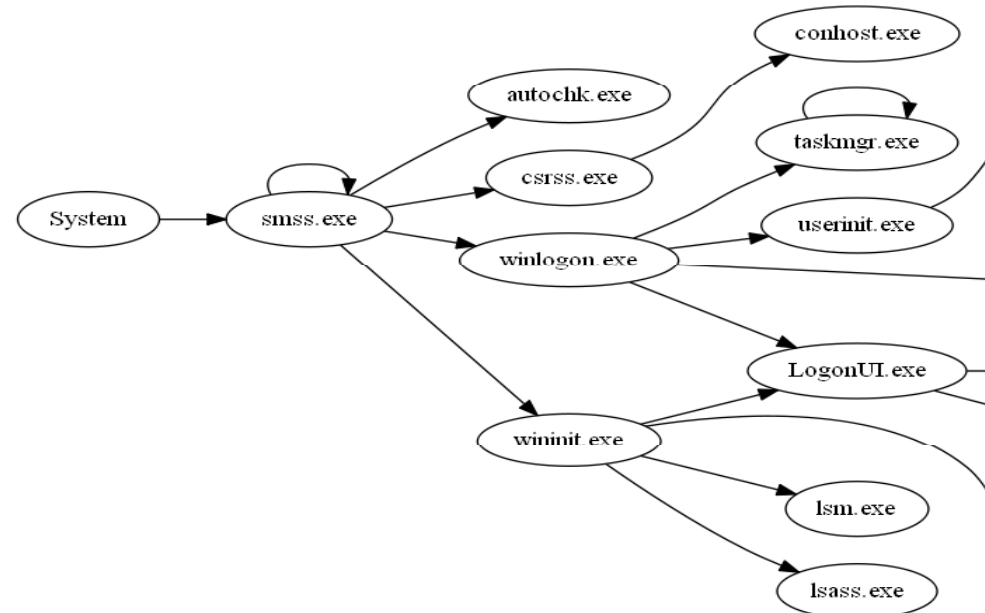 conhost.exe
autochk.exe
taskmgr.exe
csrss.exe
System
smss.exe
userinit.exe
winlogon.exe
LogonUI.exe
wininit.exe
lsm.exe
lsass.exe